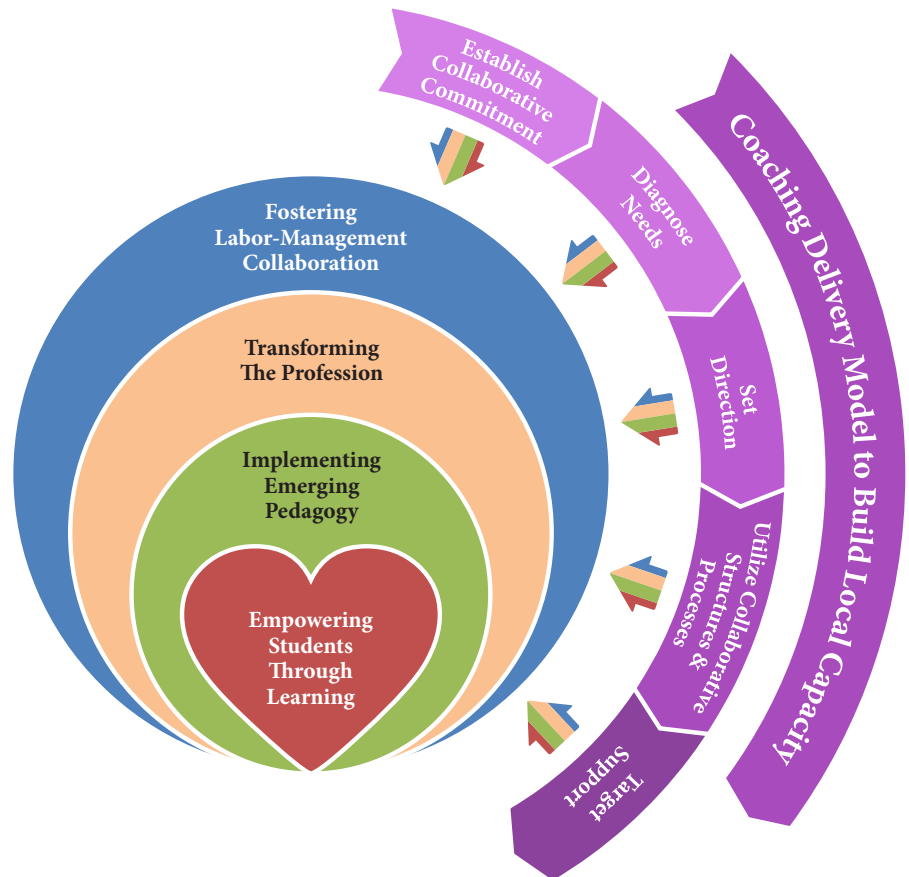 Establish
Collaborative
Commitment
Diagnose
Needs
Set
Direction
Utilize Collaborative
Structures &
Processes
Target
Support
Coaching Delivery Model to Build Local Capacity
Fostering
Labor-Management
Collaboration
Transforming
The Profession
Implementing
Emerging
Pedagogy
Empowering
Students
Through
Learning